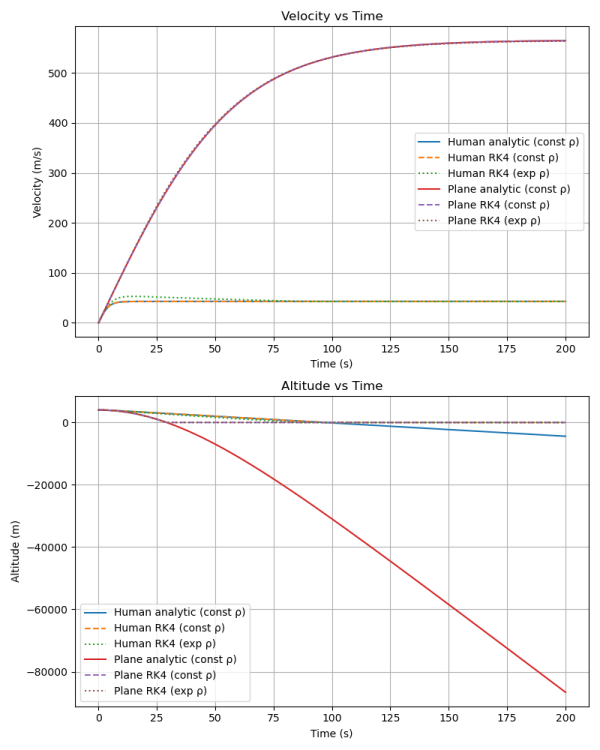 Velocity vs Time
Velocity (m/s)
500
400
300
200
100
0
Human analytic (const ρ)
Human RK4 (const ρ)
Human RK4 (exp ρ)
Plane analytic (const ρ)
Plane RK4 (const ρ)
Plane RK4 (exp ρ)
0 25 50 75 100 125 150 175 200
Time (s)
Altitude vs Time
Altitude (m)
0
−20000
−40000
−60000
−80000
Human analytic (const ρ)
Human RK4 (const ρ)
Human RK4 (exp ρ)
Plane analytic (const ρ)
Plane RK4 (const ρ)
Plane RK4 (exp ρ)
0 25 50 75 100 125 150 175 200
Time (s)